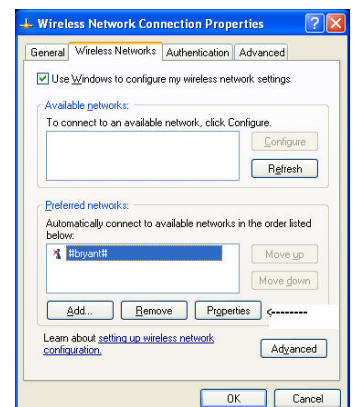 Wireless Network Connection Properties
General Wireless Networks Authentication Advanced
Use Windows to configure my wireless network settings
Available networks:
To connect to an available network, click Configure.
Configure
Refresh
Preferred networks:
Automatically connect to available networks in the order listed
below:
#bryant#
Move up
Move down
Add... Remove Properties <--------
Learn about setting up wireless network
configuration.
Advanced
OK Cancel